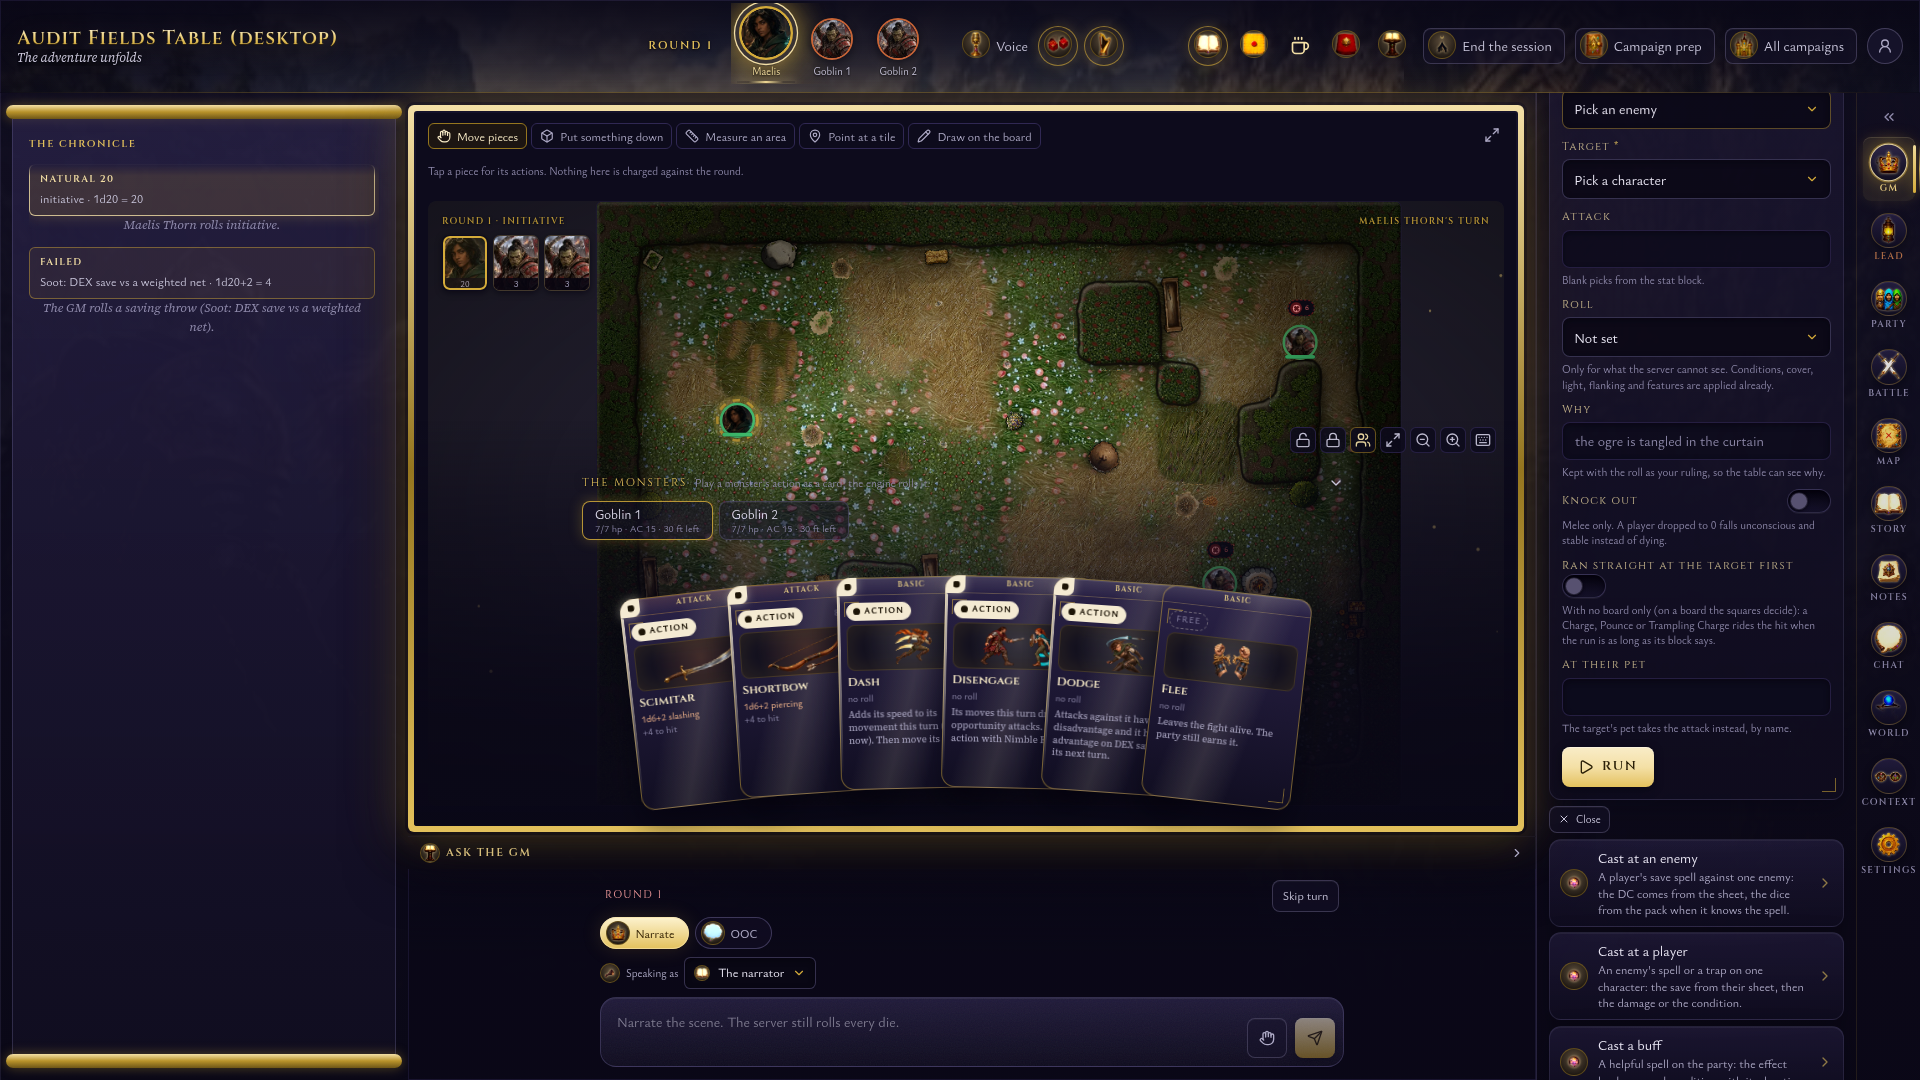 AUDIT FIELDS TABLE (DESKTOP)
The adventure unfolds
ROUND 1
Maelis
Goblin 1
Goblin 2
Voice
End the session
Campaign prep
All campaigns
THE CHRONICLE
NATURAL 20
initiative · 1d20 = 20
Maelis Thorn rolls initiative.
FAILED
Soot: DEX save vs a weighted net · 1d20+2 = 4
The GM rolls a saving throw (Soot: DEX save vs a weighted
net).
Move pieces
Put something down
Measure an area
Point at a tile
Draw on the board
Tap a piece for its actions. Nothing here is charged against the round.
ROUND 1 · INITIATIVE
MAELIS THORN'S TURN
20
3
3
6
6
THE MONSTERS
Play a monster's action as a card, the engine rolls it.
Goblin 1
7/7 hp · AC 15 · 30 ft left
Goblin 2
7/7 hp · AC 15 · 30 ft left
ATTACK
ACTION
SCIMITAR
1d6+2 slashing
+4 to hit
ATTACK
ACTION
SHORTBOW
1d6+2 piercing
+4 to hit
BASIC
ACTION
DASH
no roll
Adds its speed to its
movement this turn
now). Then move its
BASIC
ACTION
DISENGAGE
no roll
Its moves this turn
opportunity attacks.
action with Nimble
BASIC
ACTION
DODGE
no roll
Attacks against it
disadvantage and it
advantage on DEX
its next turn.
BASIC
FREE
FLEE
no roll
Leaves the fight alive. The
party still earns it.
ASK THE GM
ROUND 1
Skip turn
Narrate
OOC
Speaking as
The narrator
Narrate the scene. The server still rolls every die.
Pick an enemy
TARGET *
Pick a character
ATTACK
Blank picks from the stat block.
ROLL
Not set
Only for what the server cannot see. Conditions, cover,
light, flanking and features are applied already.
WHY
the ogre is tangled in the curtain
Kept with the roll as your ruling, so the table can see why.
KNOCK OUT
Melee only. A player dropped to 0 falls unconscious and
stable instead of dying.
RAN STRAIGHT AT THE TARGET FIRST
With no board only (on a board the squares decide): a
Charge, Pounce or Trampling Charge rides the hit when
the run is as long as its block says.
AT THEIR PET
The target's pet takes the attack instead, by name.
RUN
Close
Cast at an enemy
A player's save spell against one enemy:
the DC comes from the sheet, the dice
from the pack when it knows the spell.
Cast at a player
An enemy's spell or a trap on one
character: the save from their sheet, then
the damage or the condition.
Cast a buff
A helpful spell on the party: the effect
GM
LEAD
PARTY
BATTLE
MAP
STORY
NOTES
CHAT
WORLD
CONTEXT
SETTINGS